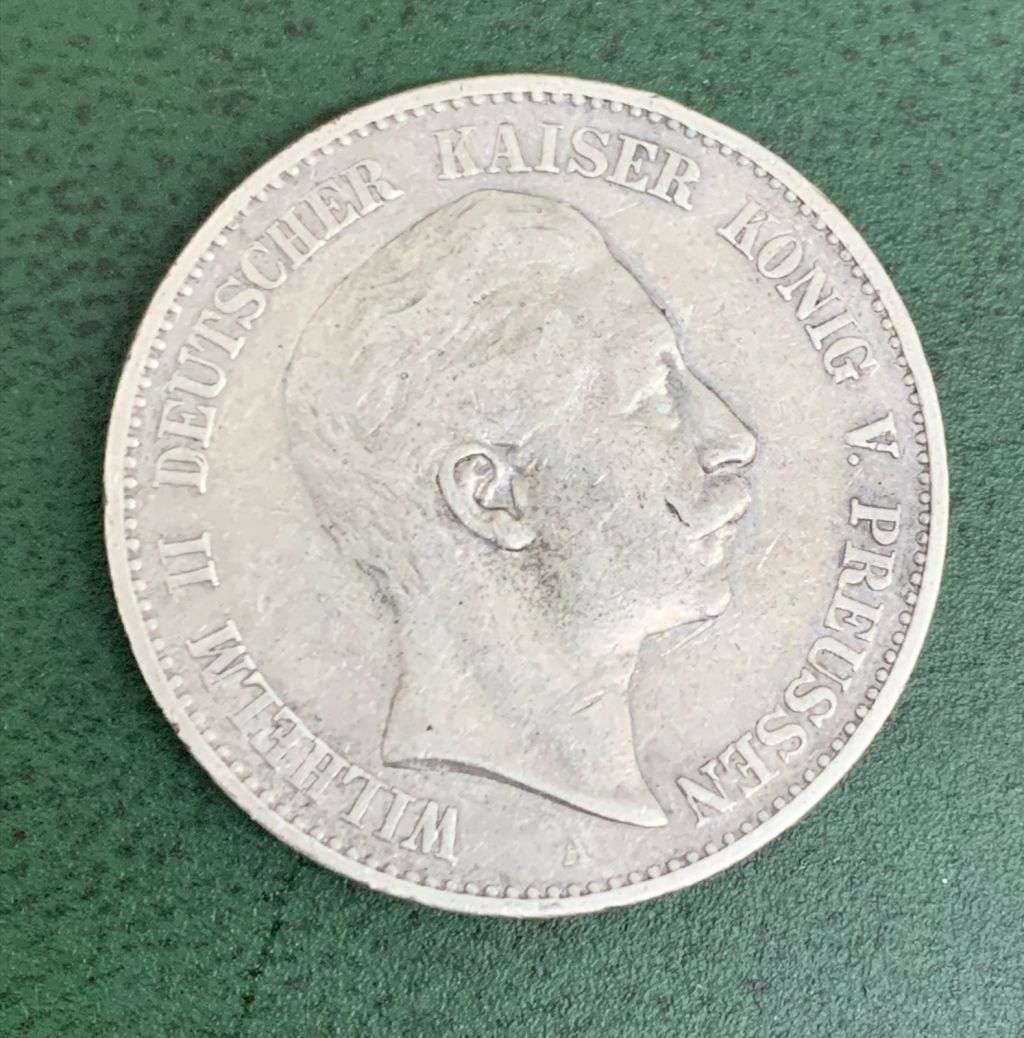 WILHELM II DEUTSCHER KAISER KÖNIG V. PREUSSEN
A